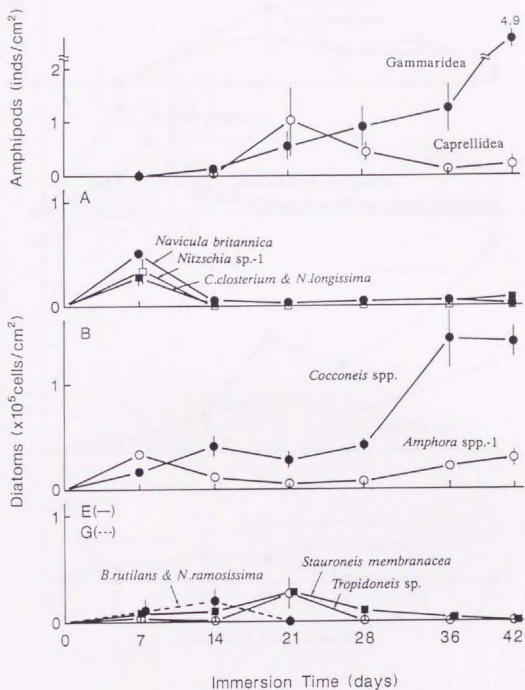 4.9
Amphipods (inds/cm²)
2
1
0
Gammaridea
Caprellidea
A
1
0
Navicula britannica
Nitzschia sp.-1
C.closterium & N.longissima
B
1
0
Cocconeis spp.
Amphora spp.-1
Diatoms (x10⁵cells/cm²)
E(—)
G(---)
1
0
B.rutilans & N.ramosissima
Stauroneis membranacea
Tropidoneis sp.
0 7 14 21 28 36 42
Immersion Time (days)